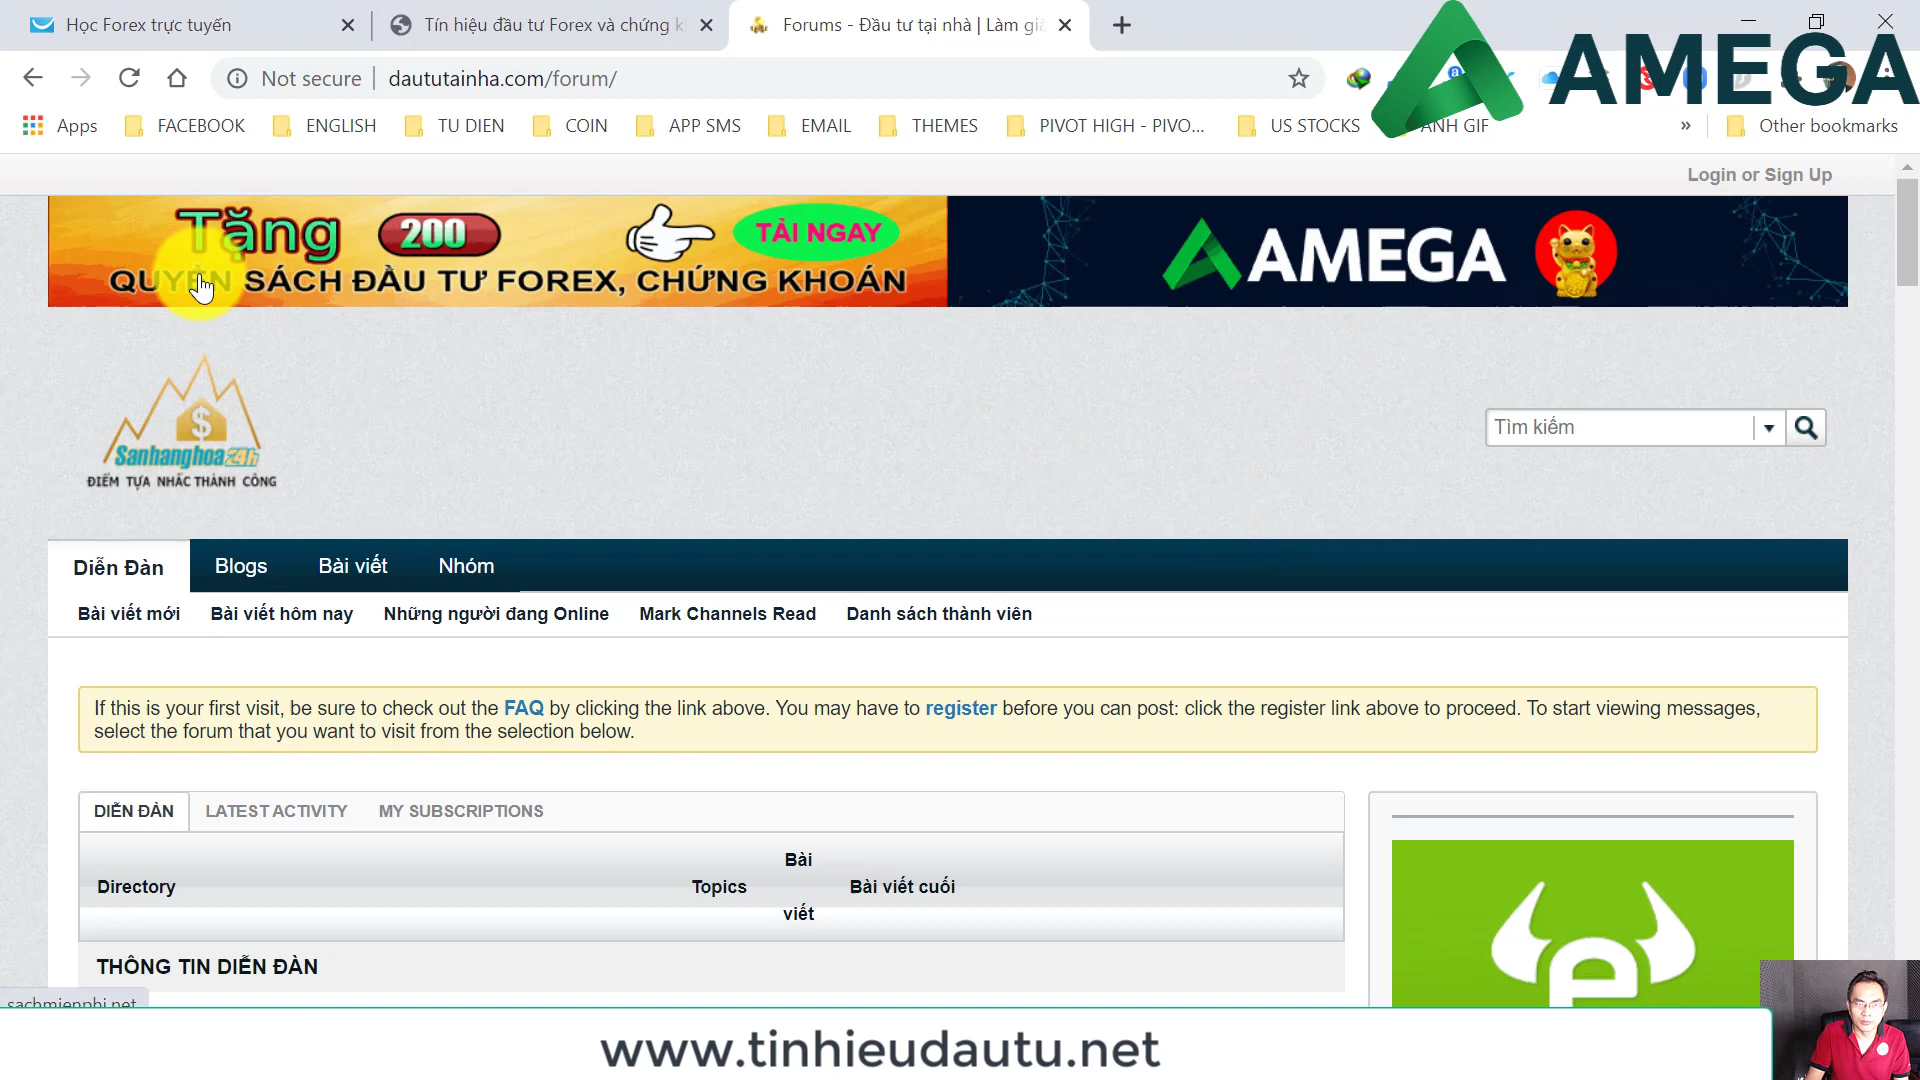 Học Forex trực tuyến
Tín hiệu đầu tư Forex và chứng k
Forums - Đầu tư tại nhà | Làm già
Not secure
daututainha.com/forum/
AMEGA
Apps
FACEBOOK
ENGLISH
TU DIEN
COIN
APP SMS
EMAIL
THEMES
PIVOT HIGH - PIVO...
US STOCKS
ANH GIF
»
Other bookmarks
Login or Sign Up
Tặng 200 TẢI NGAY
QUYỂN SÁCH ĐẦU TƯ FOREX, CHỨNG KHOÁN
AMEGA
$
Sanhanghoa24h
ĐIỂM TỰA NHẤC THÀNH CÔNG
Tìm kiếm
Diễn Đàn
Blogs
Bài viết
Nhóm
Bài viết mới
Bài viết hôm nay
Những người đang Online
Mark Channels Read
Danh sách thành viên
If this is your first visit, be sure to check out the FAQ by clicking the link above. You may have to register before you can post: click the register link above to proceed. To start viewing messages,
select the forum that you want to visit from the selection below.
DIỄN ĐÀN
LATEST ACTIVITY
MY SUBSCRIPTIONS
Directory
Topics
Bài
viết
Bài viết cuối
THÔNG TIN DIỄN ĐÀN
sachmienphi.net
www.tinhieudautu.net